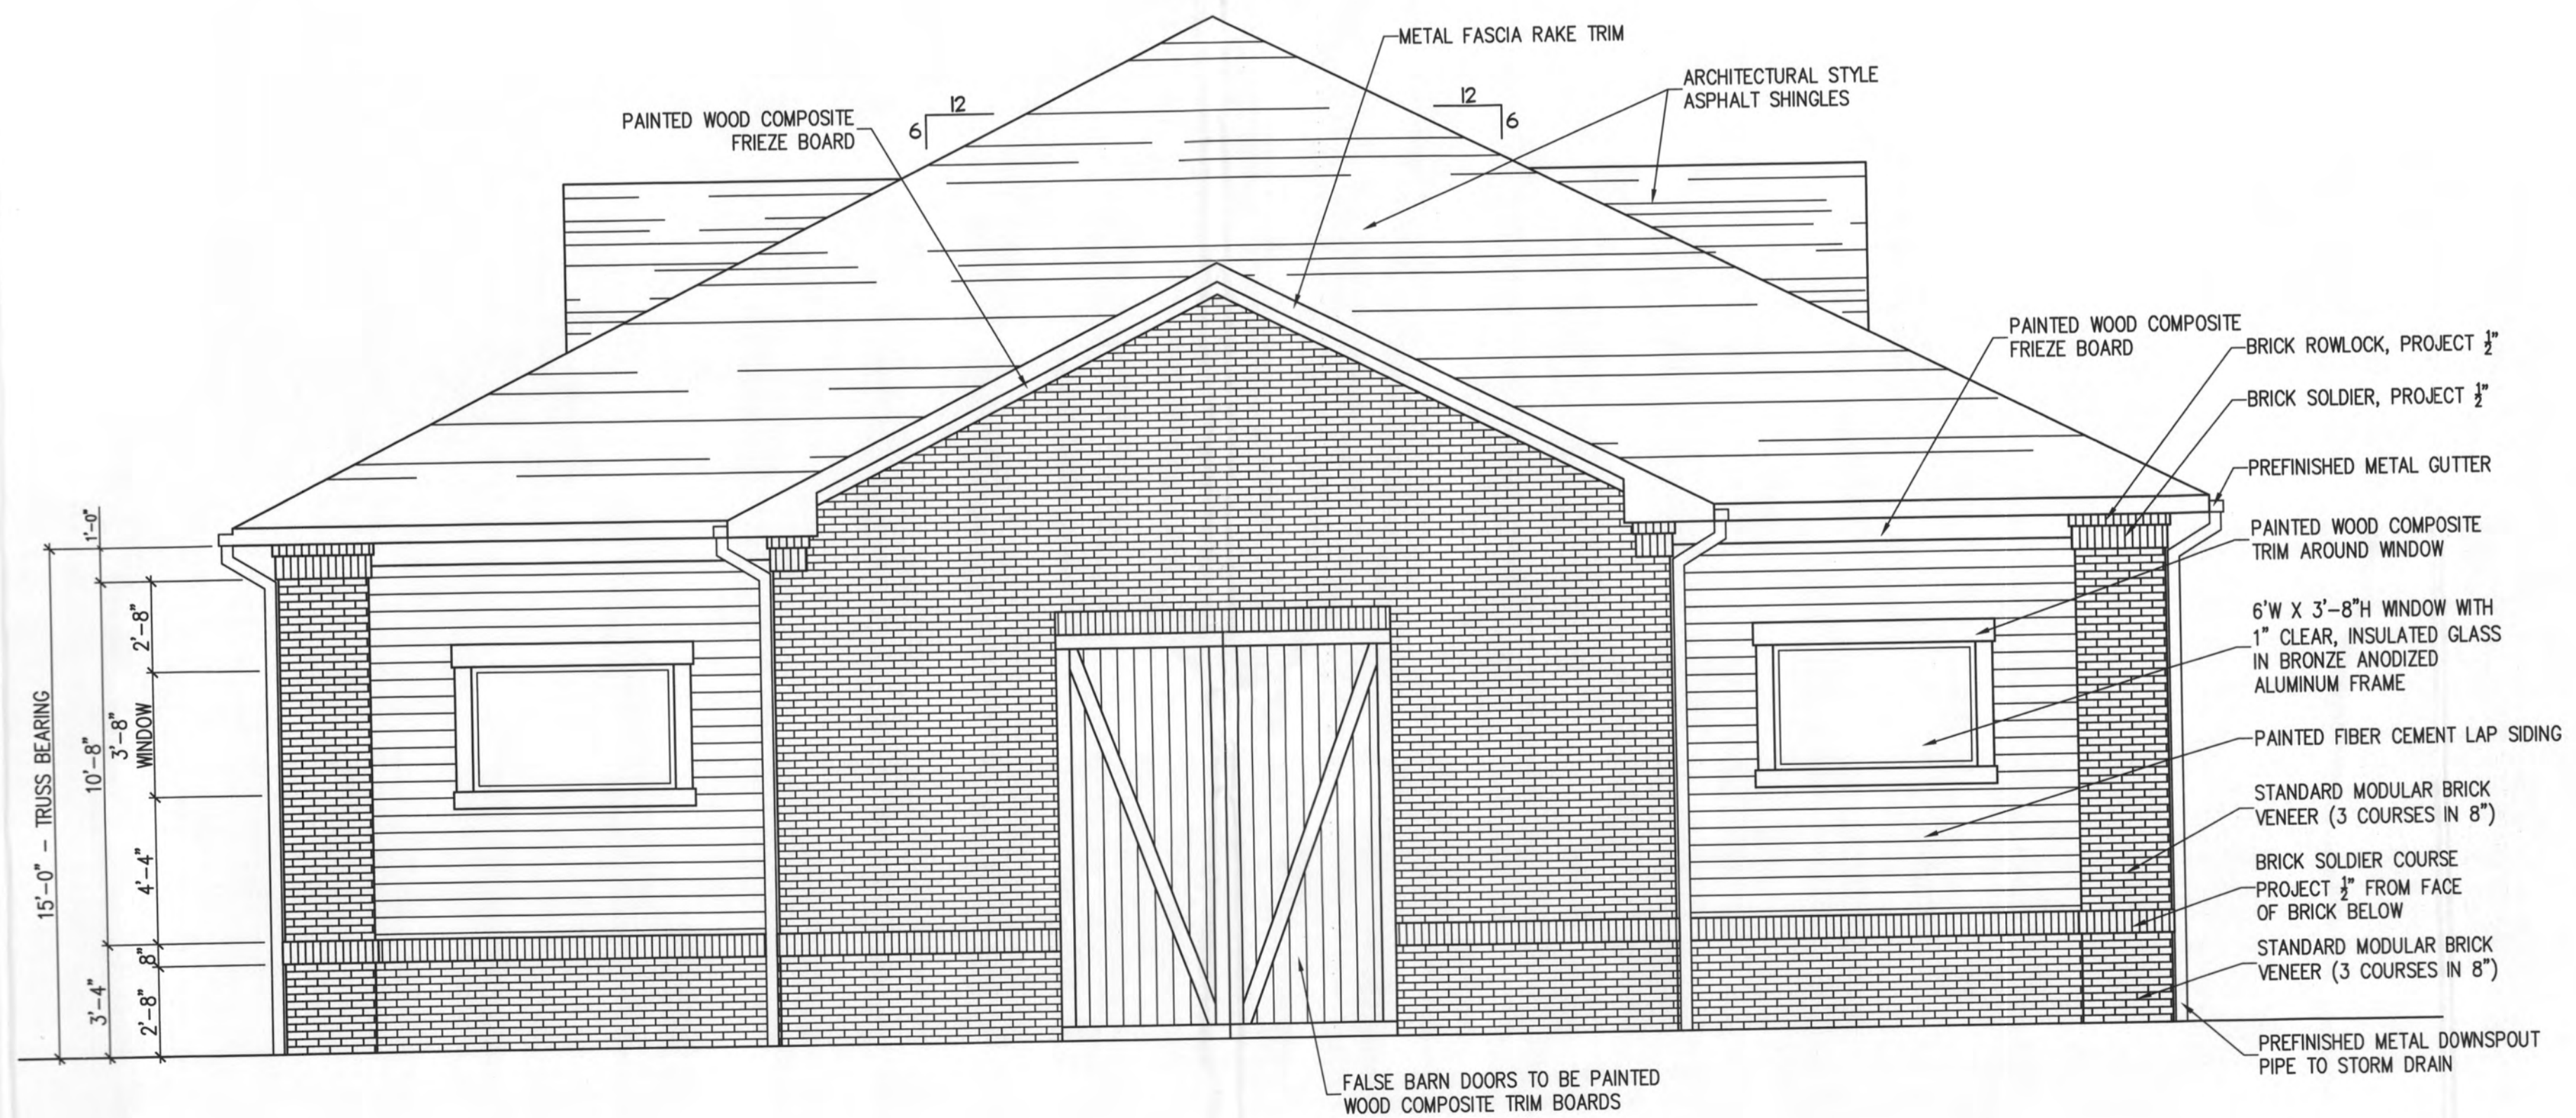 METAL FASCIA RAKE TRIM
ARCHITECTURAL STYLE
ASPHALT SHINGLES
12
6
12
6
PAINTED WOOD COMPOSITE
FRIEZE BOARD
PAINTED WOOD COMPOSITE
FRIEZE BOARD
BRICK ROWLOCK, PROJECT ½"
BRICK SOLDIER, PROJECT ½"
PREFINISHED METAL GUTTER
PAINTED WOOD COMPOSITE
TRIM AROUND WINDOW
6'W X 3'-8"H WINDOW WITH
1" CLEAR, INSULATED GLASS
IN BRONZE ANODIZED
ALUMINUM FRAME
PAINTED FIBER CEMENT LAP SIDING
STANDARD MODULAR BRICK
VENEER (3 COURSES IN 8")
BRICK SOLDIER COURSE
PROJECT ½" FROM FACE
OF BRICK BELOW
STANDARD MODULAR BRICK
VENEER (3 COURSES IN 8")
PREFINISHED METAL DOWNSPOUT
PIPE TO STORM DRAIN
FALSE BARN DOORS TO BE PAINTED
WOOD COMPOSITE TRIM BOARDS
15'-0" - TRUSS BEARING
1'-0"
10'-8"
3'-4"
2'-8"
3'-8"
WINDOW
4'-4"
8"
2'-8"